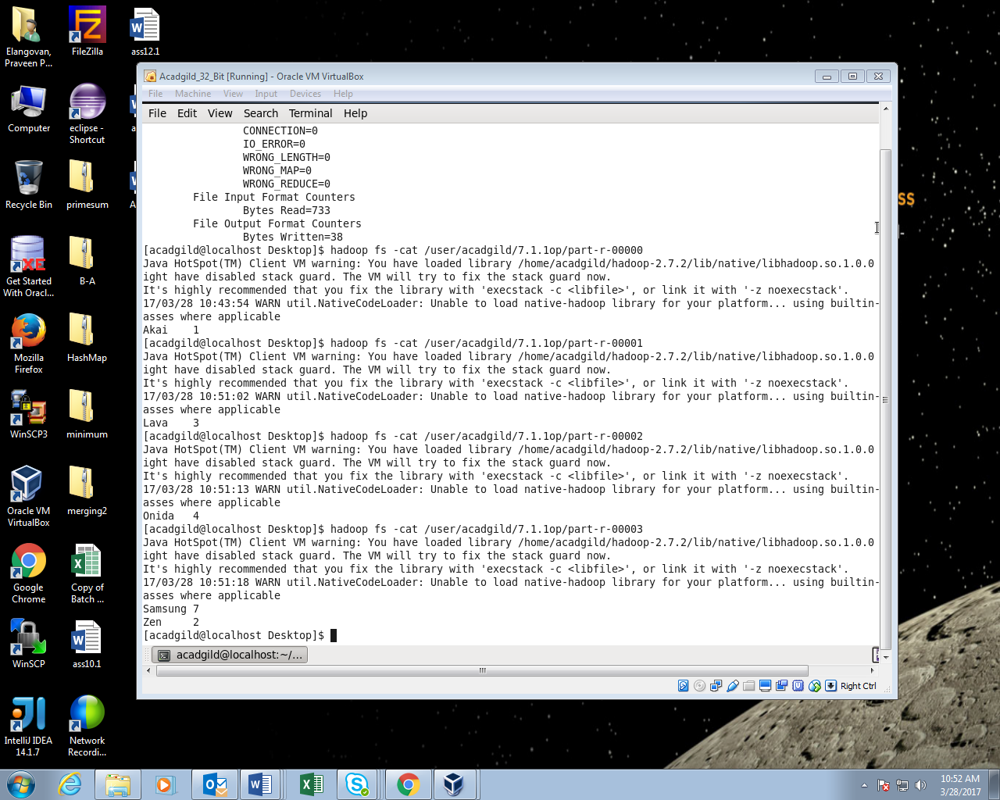 Elangovan, Praveen P...
FileZilla
ass12.1
Computer
eclipse - Shortcut
Recycle Bin
primesum
Get Started With Oracl...
B-A
Mozilla Firefox
HashMap
WinSCP3
minimum
Oracle VM VirtualBox
merging2
Google Chrome
Copy of Batch ...
WinSCP
ass10.1
IntelliJ IDEA 14.1.7
Network Recordi...
Acadgild_32_Bit [Running] - Oracle VM VirtualBox
File Machine View Input Devices Help
File Edit View Search Terminal Help
CONNECTION=0
IO_ERROR=0
WRONG_LENGTH=0
WRONG_MAP=0
WRONG_REDUCE=0
File Input Format Counters
Bytes Read=733
File Output Format Counters
Bytes Written=38
[acadgild@localhost Desktop]$ hadoop fs -cat /user/acadgild/7.1.1op/part-r-00000
Java HotSpot(TM) Client VM warning: You have loaded library /home/acadgild/hadoop-2.7.2/lib/native/libhadoop.so.1.0.0
ight have disabled stack guard. The VM will try to fix the stack guard now.
It's highly recommended that you fix the library with 'execstack -c <libfile>', or link it with '-z noexecstack'.
17/03/28 10:43:54 WARN util.NativeCodeLoader: Unable to load native-hadoop library for your platform... using builtin-
asses where applicable
Akai 1
[acadgild@localhost Desktop]$ hadoop fs -cat /user/acadgild/7.1.1op/part-r-00001
Java HotSpot(TM) Client VM warning: You have loaded library /home/acadgild/hadoop-2.7.2/lib/native/libhadoop.so.1.0.0
ight have disabled stack guard. The VM will try to fix the stack guard now.
It's highly recommended that you fix the library with 'execstack -c <libfile>', or link it with '-z noexecstack'.
17/03/28 10:51:02 WARN util.NativeCodeLoader: Unable to load native-hadoop library for your platform... using builtin-
asses where applicable
Lava 3
[acadgild@localhost Desktop]$ hadoop fs -cat /user/acadgild/7.1.1op/part-r-00002
Java HotSpot(TM) Client VM warning: You have loaded library /home/acadgild/hadoop-2.7.2/lib/native/libhadoop.so.1.0.0
ight have disabled stack guard. The VM will try to fix the stack guard now.
It's highly recommended that you fix the library with 'execstack -c <libfile>', or link it with '-z noexecstack'.
17/03/28 10:51:13 WARN util.NativeCodeLoader: Unable to load native-hadoop library for your platform... using builtin-
asses where applicable
Onida 4
[acadgild@localhost Desktop]$ hadoop fs -cat /user/acadgild/7.1.1op/part-r-00003
Java HotSpot(TM) Client VM warning: You have loaded library /home/acadgild/hadoop-2.7.2/lib/native/libhadoop.so.1.0.0
ight have disabled stack guard. The VM will try to fix the stack guard now.
It's highly recommended that you fix the library with 'execstack -c <libfile>', or link it with '-z noexecstack'.
17/03/28 10:51:18 WARN util.NativeCodeLoader: Unable to load native-hadoop library for your platform... using builtin-
asses where applicable
Samsung 7
Zen 2
[acadgild@localhost Desktop]$
acadgild@localhost:~/...
Right Ctrl
10:52 AM
3/28/2017